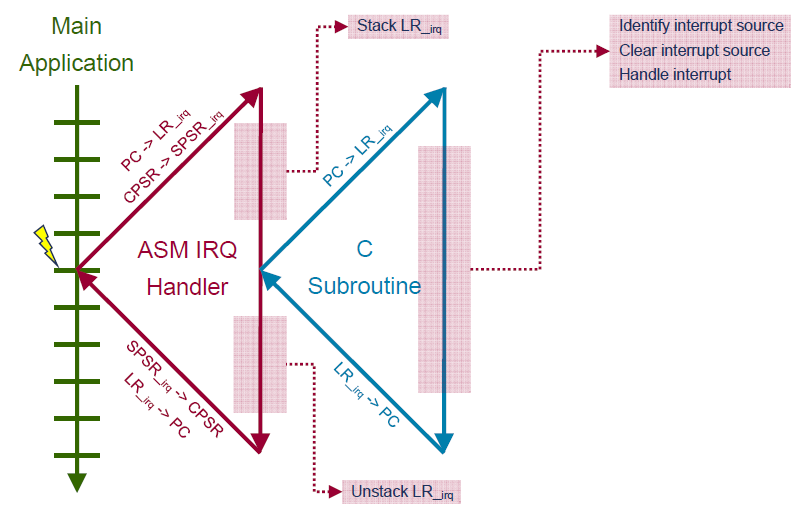 Main
Application
Stack LR_irq
Identify interrupt source
Clear interrupt source
Handle interrupt
PC -> LR_irq
CPSR -> SPSR_irq
PC -> LR_irq
ASM IRQ
Handler
C
Subroutine
SPSR_irq -> CPSR
LR_irq -> PC
LR_irq -> PC
Unstack LR_irq